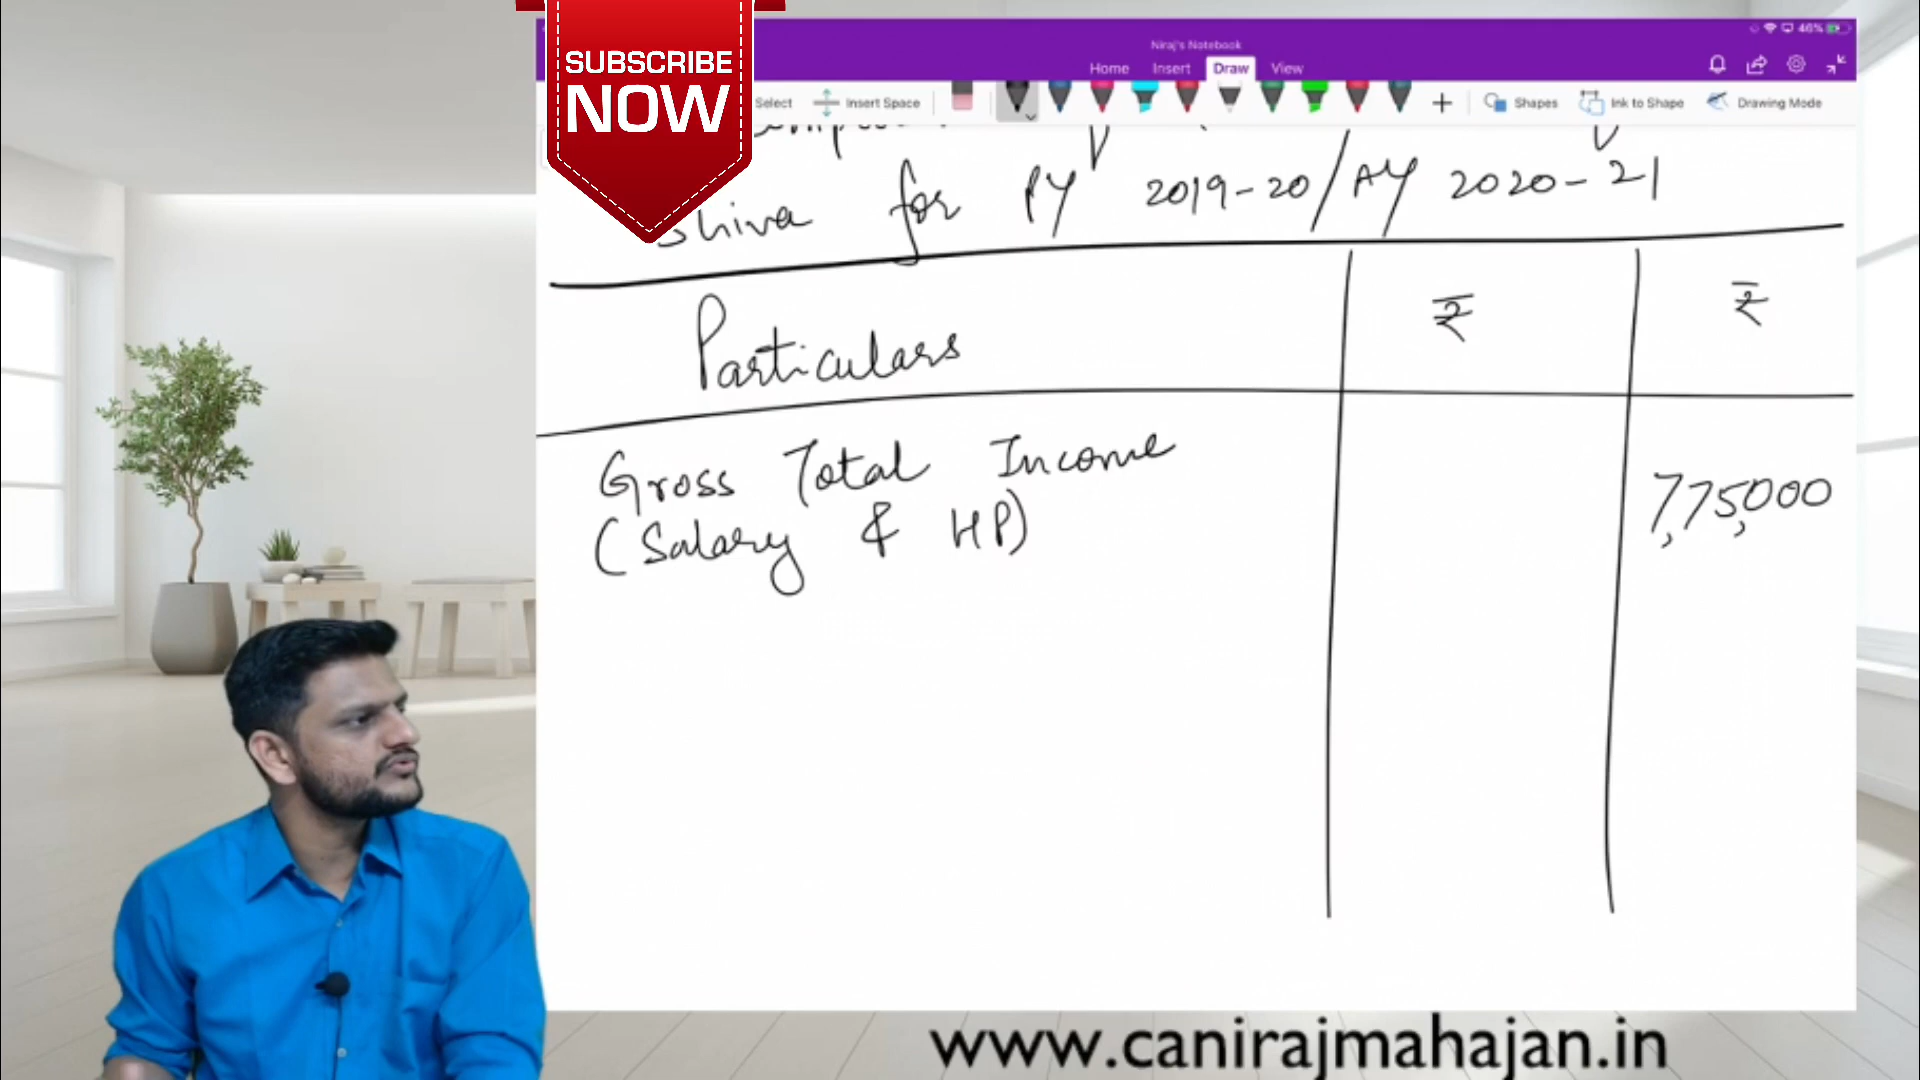 SUBSCRIBE
NOW
46%
Niraj's Notebook
Home Insert Draw View
Select Insert Space + Shapes Ink to Shape Drawing Mode
Shiva for PY 2019-20/AY 2020-21
Particulars ₹ ₹
Gross Total Income
(Salary & HP) 7,75,000
www.canirajmahajan.in